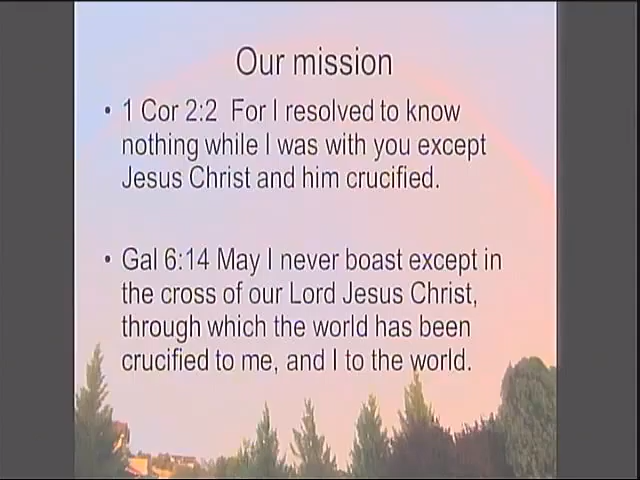 Our mission
• 1 Cor 2:2  For I resolved to know
nothing while I was with you except
Jesus Christ and him crucified.
• Gal 6:14 May I never boast except in
the cross of our Lord Jesus Christ,
through which the world has been
crucified to me, and I to the world.